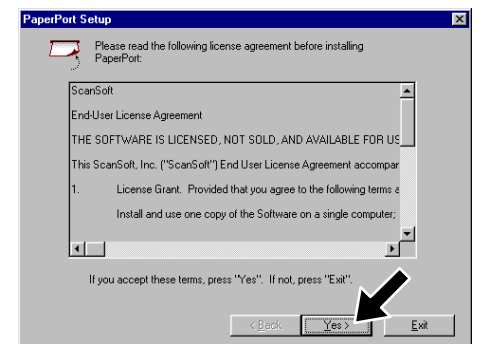 PaperPort Setup
Please read the following license agreement before installing
PaperPort:
ScanSoft
End-User License Agreement
THE SOFTWARE IS LICENSED, NOT SOLD, AND AVAILABLE FOR US
This ScanSoft, Inc. ("ScanSoft") End User License Agreement accompar
1. License Grant. Provided that you agree to the following terms a
Install and use one copy of the Software on a single computer;
If you accept these terms, press "Yes". If not, press "Exit".
< Back Yes > Exit